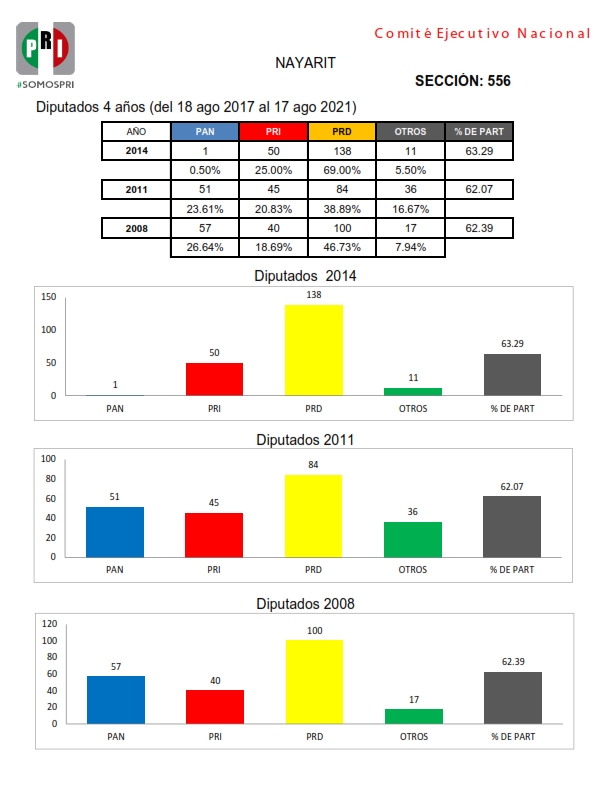 Comité Ejecutivo Nacional
PRI
#SOMOSPRI
NAYARIT
SECCIÓN: 556
Diputados 4 años (del 18 ago 2017 al 17 ago 2021)
AÑO PAN PRI PRD OTROS % DE PART
2014 1 50 138 11 63.29
0.50% 25.00% 69.00% 5.50%
2011 51 45 84 36 62.07
23.61% 20.83% 38.89% 16.67%
2008 57 40 100 17 62.39
26.64% 18.69% 46.73% 7.94%
Diputados  2014
150
138
100
63.29
50
50
11
1
0
PAN PRI PRD OTROS % DE PART
Diputados 2011
100
84
80
62.07
60
51
45
40
36
20
0
PAN PRI PRD OTROS % DE PART
Diputados 2008
120
100
100
80
62.39
60
57
40
40
20
17
0
PAN PRI PRD OTROS % DE PART